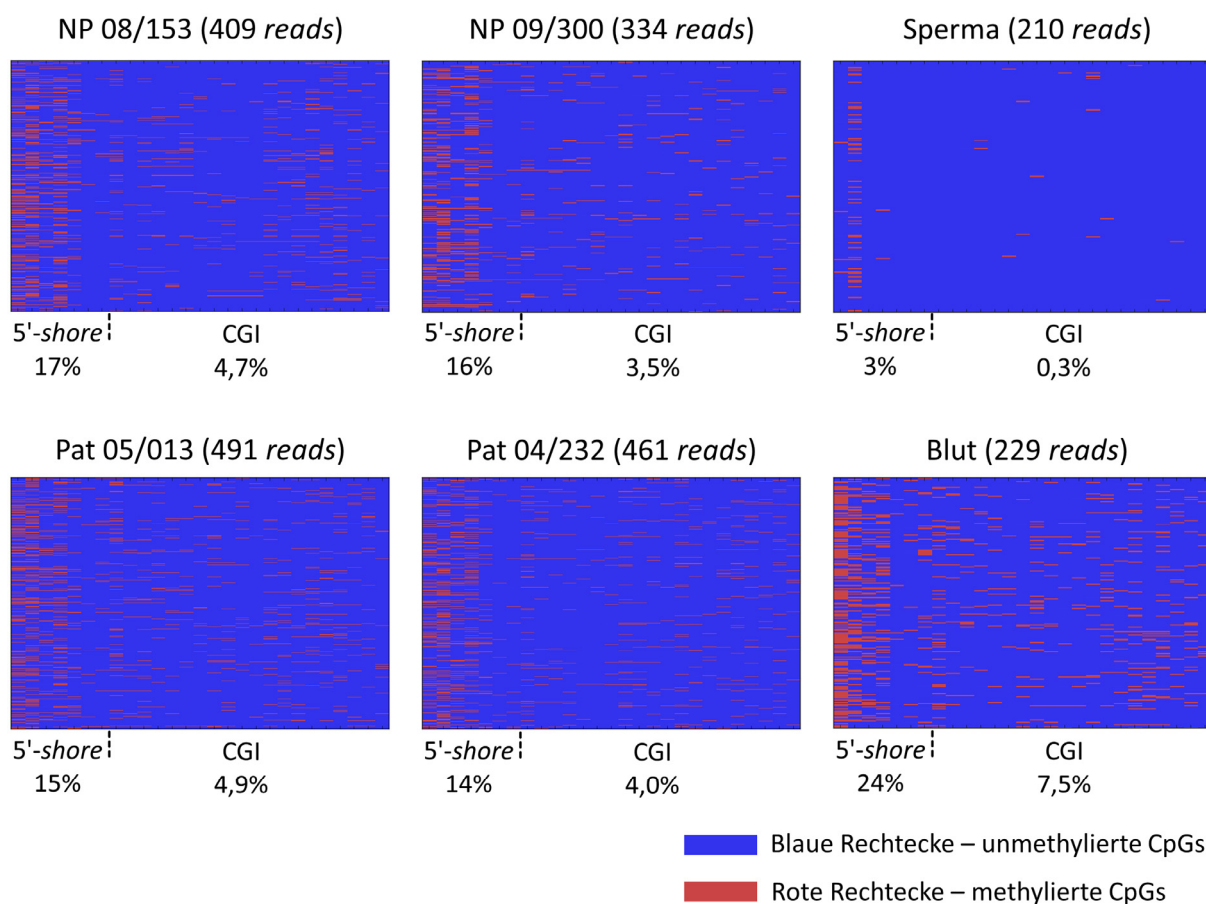 NP 08/153 (409 reads)
NP 09/300 (334 reads)
Sperma (210 reads)
5'-shore
CGI
5'-shore
CGI
5'-shore
CGI
17%
4,7%
16%
3,5%
3%
0,3%
Pat 05/013 (491 reads)
Pat 04/232 (461 reads)
Blut (229 reads)
5'-shore
CGI
5'-shore
CGI
5'-shore
CGI
15%
4,9%
14%
4,0%
24%
7,5%
Blaue Rechtecke – unmethylierte CpGs
Rote Rechtecke – methylierte CpGs